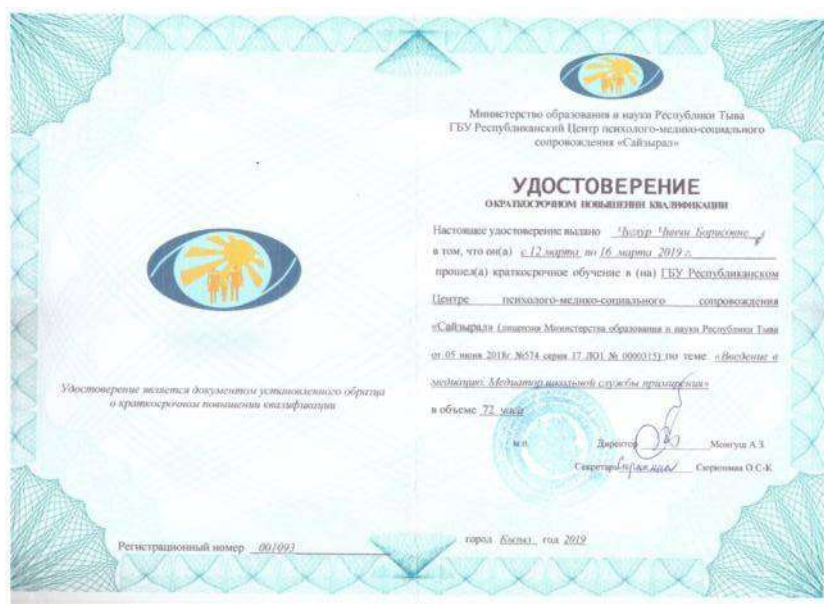 Удостоверение является документом установленного образца
о краткосрочном повышении квалификации
Регистрационный номер 001093
Министерство образования и науки Республики Тыва
ГБУ Республиканский Центр психолого-медико-социального
сопровождения «Сайзырал»
УДОСТОВЕРЕНИЕ
О КРАТКОСРОЧНОМ ПОВЫШЕНИИ КВАЛИФИКАЦИИ
Настоящее удостоверение выдано Борисовне
в том, что он(а) с 12 марта по 16 марта 2019 г.
прошел(а) краткосрочное обучение в (на) ГБУ Республиканском
Центре психолого-медико-социального сопровождения
«Сайзырал» (лицензия Министерства образования и науки Республики Тыва
от 05 июня 2018г. №574 серия 17 ЛО1 № 0000315) по теме «Введение в
медиацию. Медиатор школьной службы примирения»
в объеме 72 часа
м.п. Директор Монгуш А.З.
Секретарь О.С-К
город Кызыл год 2019